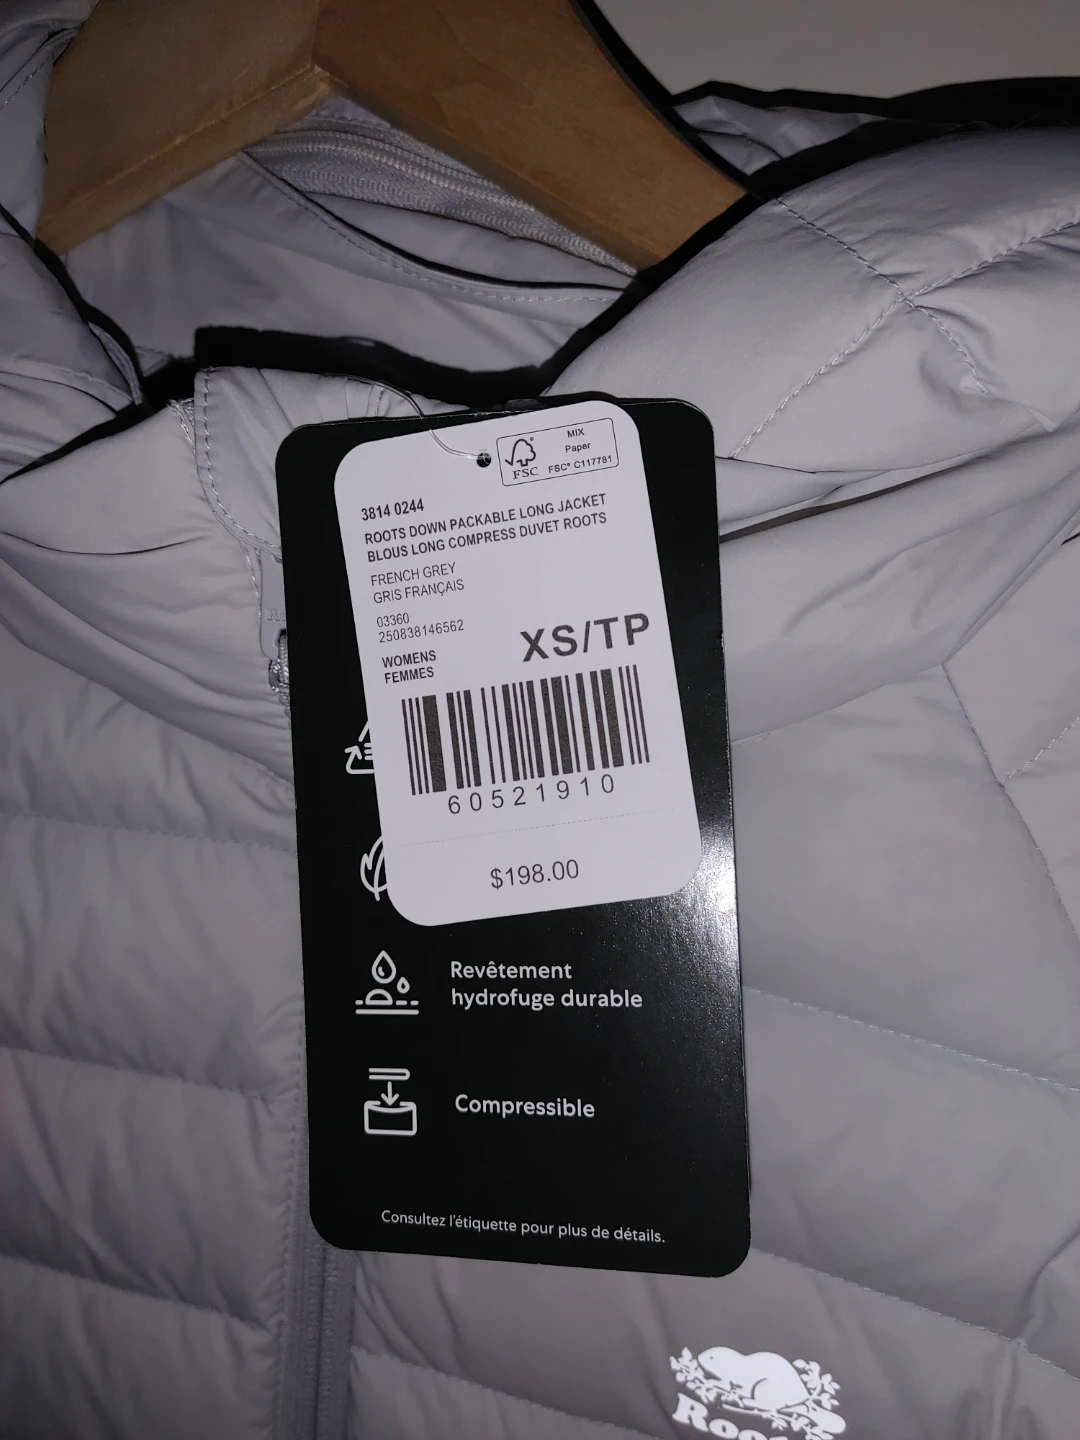 FSC
MIX
Paper
FSC® C117781
3814 0244
ROOTS DOWN PACKABLE LONG JACKET
BLOUS LONG COMPRESS DUVET ROOTS
FRENCH GREY
GRIS FRANÇAIS
03360
250838146562
WOMENS
FEMMES
XS/TP
60521910
$198.00
Revêtement
hydrofuge durable
Compressible
Consultez l'étiquette pour plus de détails.